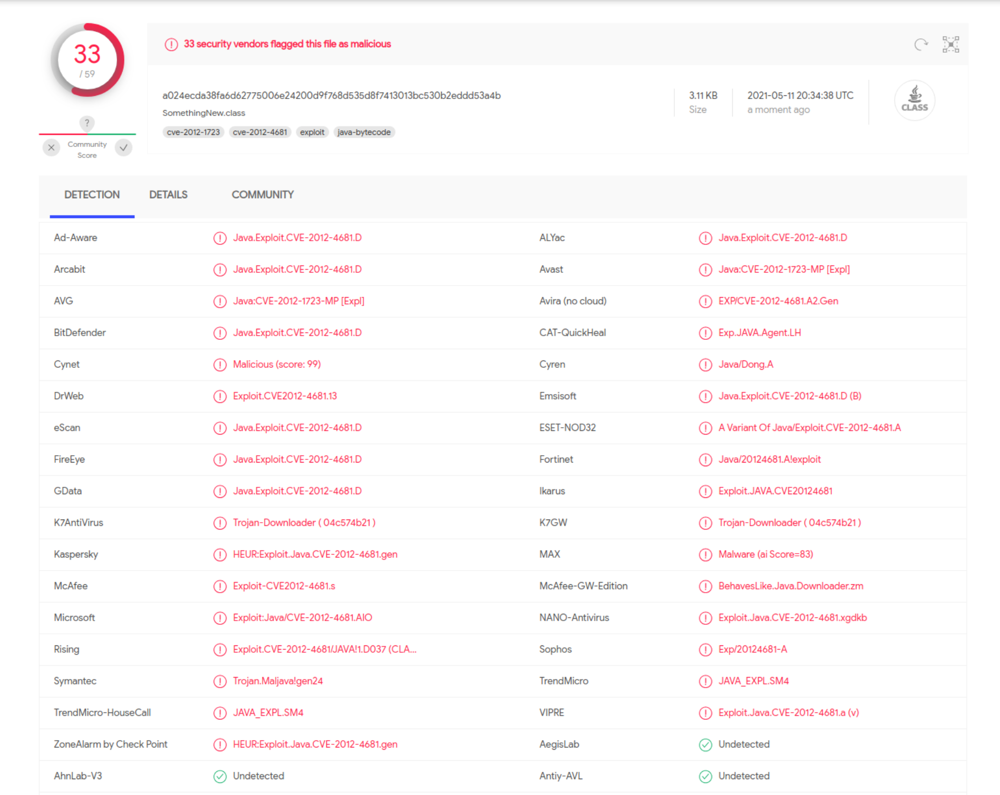 33
/ 59
33 security vendors flagged this file as malicious
a024ecda38fa6d62775006e24200d9f768d535d8f7413013bc530b2eddd53a4b
SomethingNew.class
cve-2012-1723 cve-2012-4681 exploit java-bytecode
3.11 KB
Size
2021-05-11 20:34:38 UTC
a moment ago
CLASS
?
Community
Score
DETECTION DETAILS COMMUNITY
Ad-Aware Java.Exploit.CVE-2012-4681.D ALYac Java.Exploit.CVE-2012-4681.D
Arcabit Java.Exploit.CVE-2012-4681.D Avast Java:CVE-2012-1723-MP [Expl]
AVG Java:CVE-2012-1723-MP [Expl] Avira (no cloud) EXP/CVE-2012-4681.A2.Gen
BitDefender Java.Exploit.CVE-2012-4681.D CAT-QuickHeal Exp.JAVA.Agent.LH
Cynet Malicious (score: 99) Cyren Java/Dong.A
DrWeb Exploit.CVE2012-4681.13 Emsisoft Java.Exploit.CVE-2012-4681.D (B)
eScan Java.Exploit.CVE-2012-4681.D ESET-NOD32 A Variant Of Java/Exploit.CVE-2012-4681.A
FireEye Java.Exploit.CVE-2012-4681.D Fortinet Java/20124681.A!exploit
GData Java.Exploit.CVE-2012-4681.D Ikarus Exploit.JAVA.CVE20124681
K7AntiVirus Trojan-Downloader ( 04c574b21 ) K7GW Trojan-Downloader ( 04c574b21 )
Kaspersky HEUR:Exploit.Java.CVE-2012-4681.gen MAX Malware (ai Score=83)
McAfee Exploit-CVE2012-4681.s McAfee-GW-Edition BehavesLike.Java.Downloader.zm
Microsoft Exploit:Java/CVE-2012-4681.AIO NANO-Antivirus Exploit.Java.CVE-2012-4681.xgdkb
Rising Exploit.CVE-2012-4681/JAVA!1.D037 (CLA... Sophos Exp/20124681-A
Symantec Trojan.Maljava!gen24 TrendMicro JAVA_EXPL.SM4
TrendMicro-HouseCall JAVA_EXPL.SM4 VIPRE Exploit.Java.CVE-2012-4681.a (v)
ZoneAlarm by Check Point HEUR:Exploit.Java.CVE-2012-4681.gen AegisLab Undetected
AhnLab-V3 Undetected Antiy-AVL Undetected